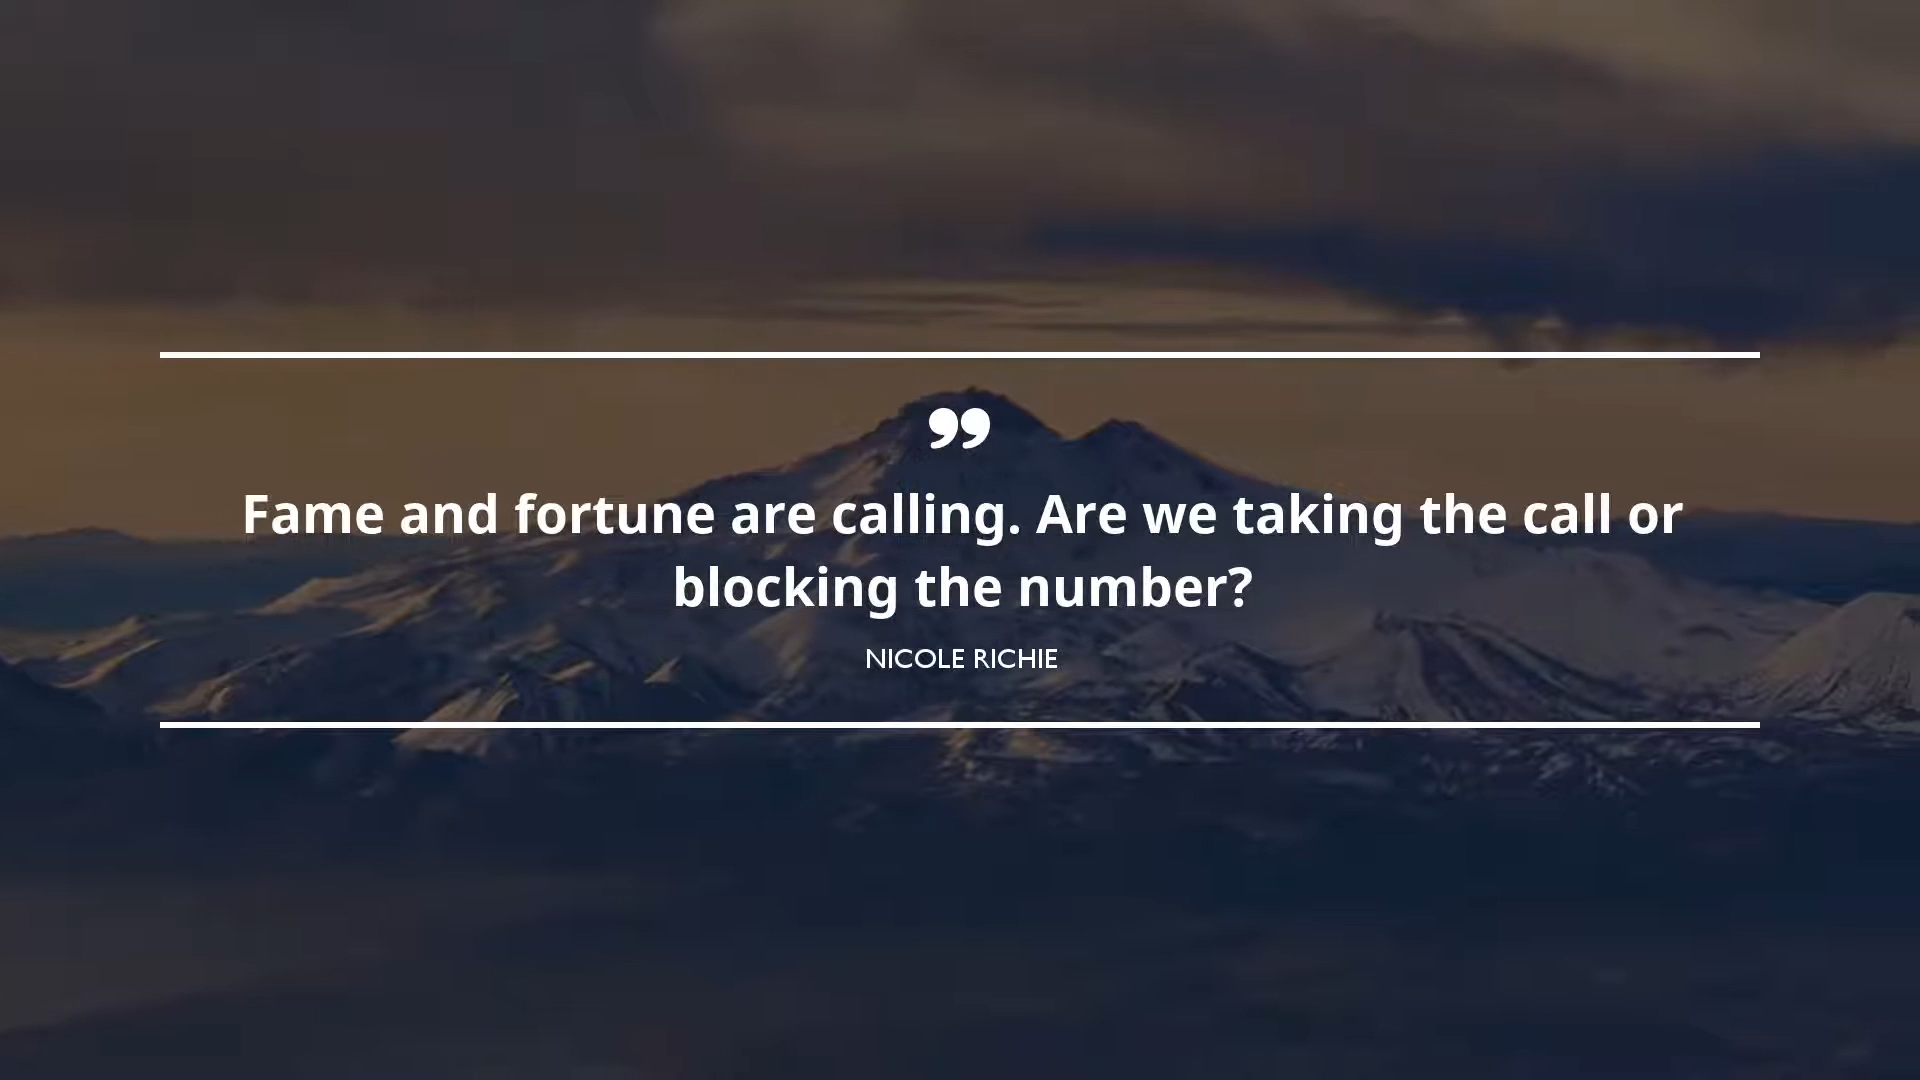 ”
Fame and fortune are calling. Are we taking the call or
blocking the number?
NICOLE RICHIE